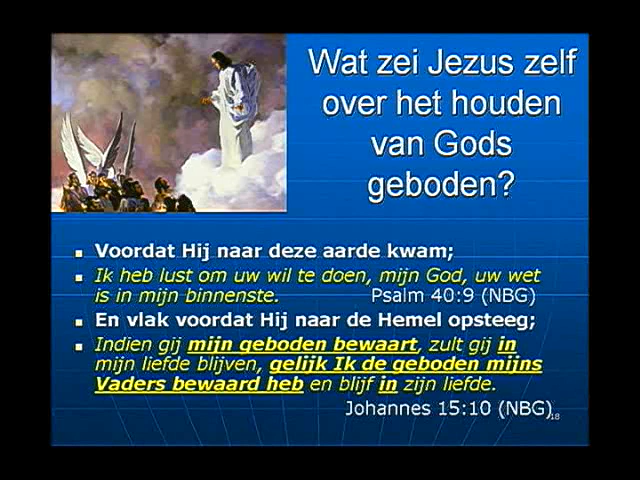 Wat zei Jezus zelf
over het houden
van Gods
geboden?
Voordat Hij naar deze aarde kwam;
Ik heb lust om uw wil te doen, mijn God, uw wet
is in mijn binnenste. Psalm 40:9 (NBG)
En vlak voordat Hij naar de Hemel opsteeg;
Indien gij mijn geboden bewaart, zult gij in
mijn liefde blijven, gelijk Ik de geboden mijns
Vaders bewaard heb en blijf in zijn liefde.
Johannes 15:10 (NBG)
18